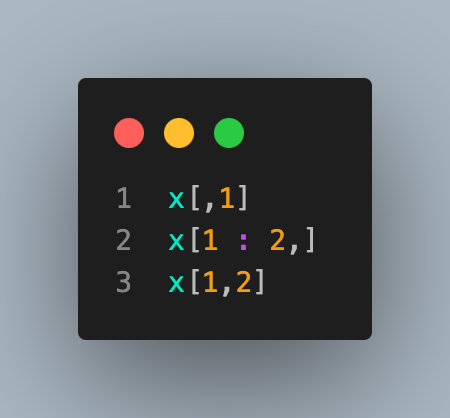 1 x[,1]
2 x[1 : 2,]
3 x[1,2]